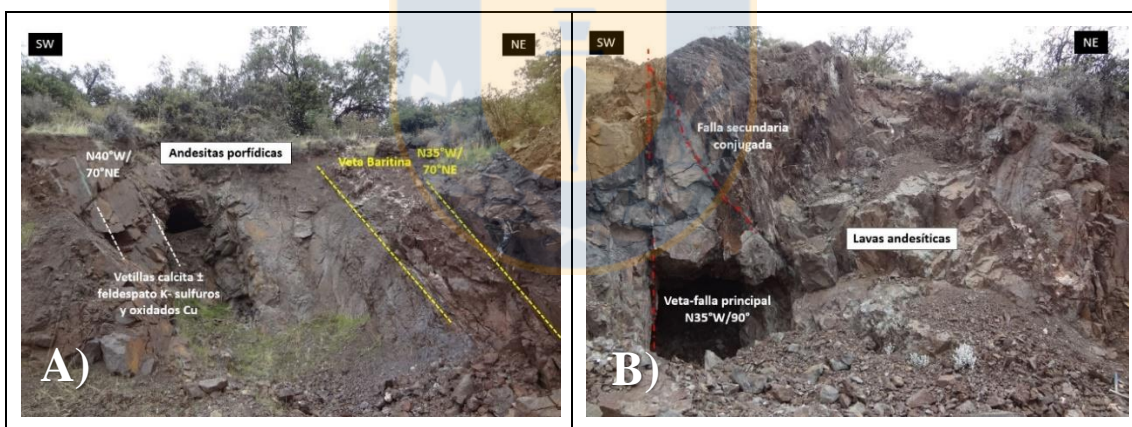 SW
NE
N40°W/
70°NE
Andesitas porfídicas
Veta Baritina
N35°W/
70°NE
Vetillas calcita ±
feldespato K- sulfuros
y oxidados Cu
A)
SW
NE
Falla secundaria
conjugada
Lavas andesíticas
Veta-falla principal
N35°W/90°
B)